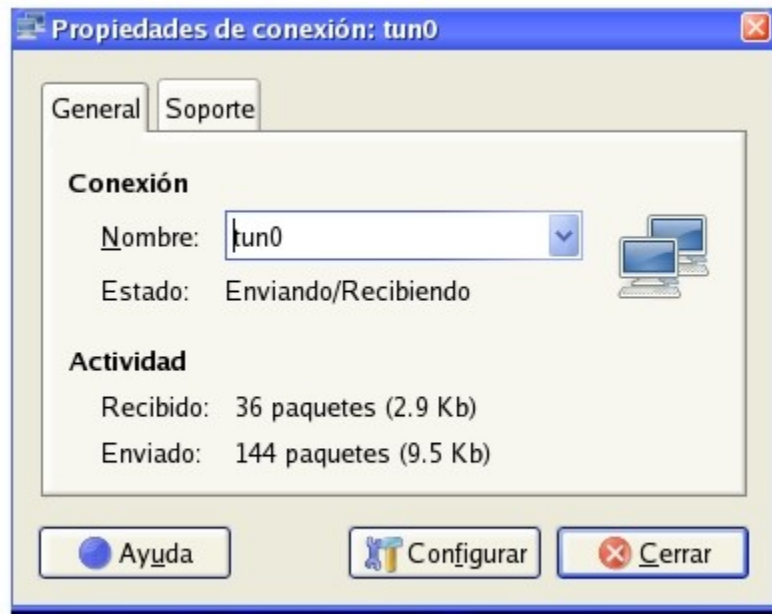 Propiedades de conexión: tun0
General Soporte
Conexión
Nombre: tun0
Estado: Enviando/Recibiendo
Actividad
Recibido: 36 paquetes (2.9 Kb)
Enviado: 144 paquetes (9.5 Kb)
Ayuda Configurar Cerrar